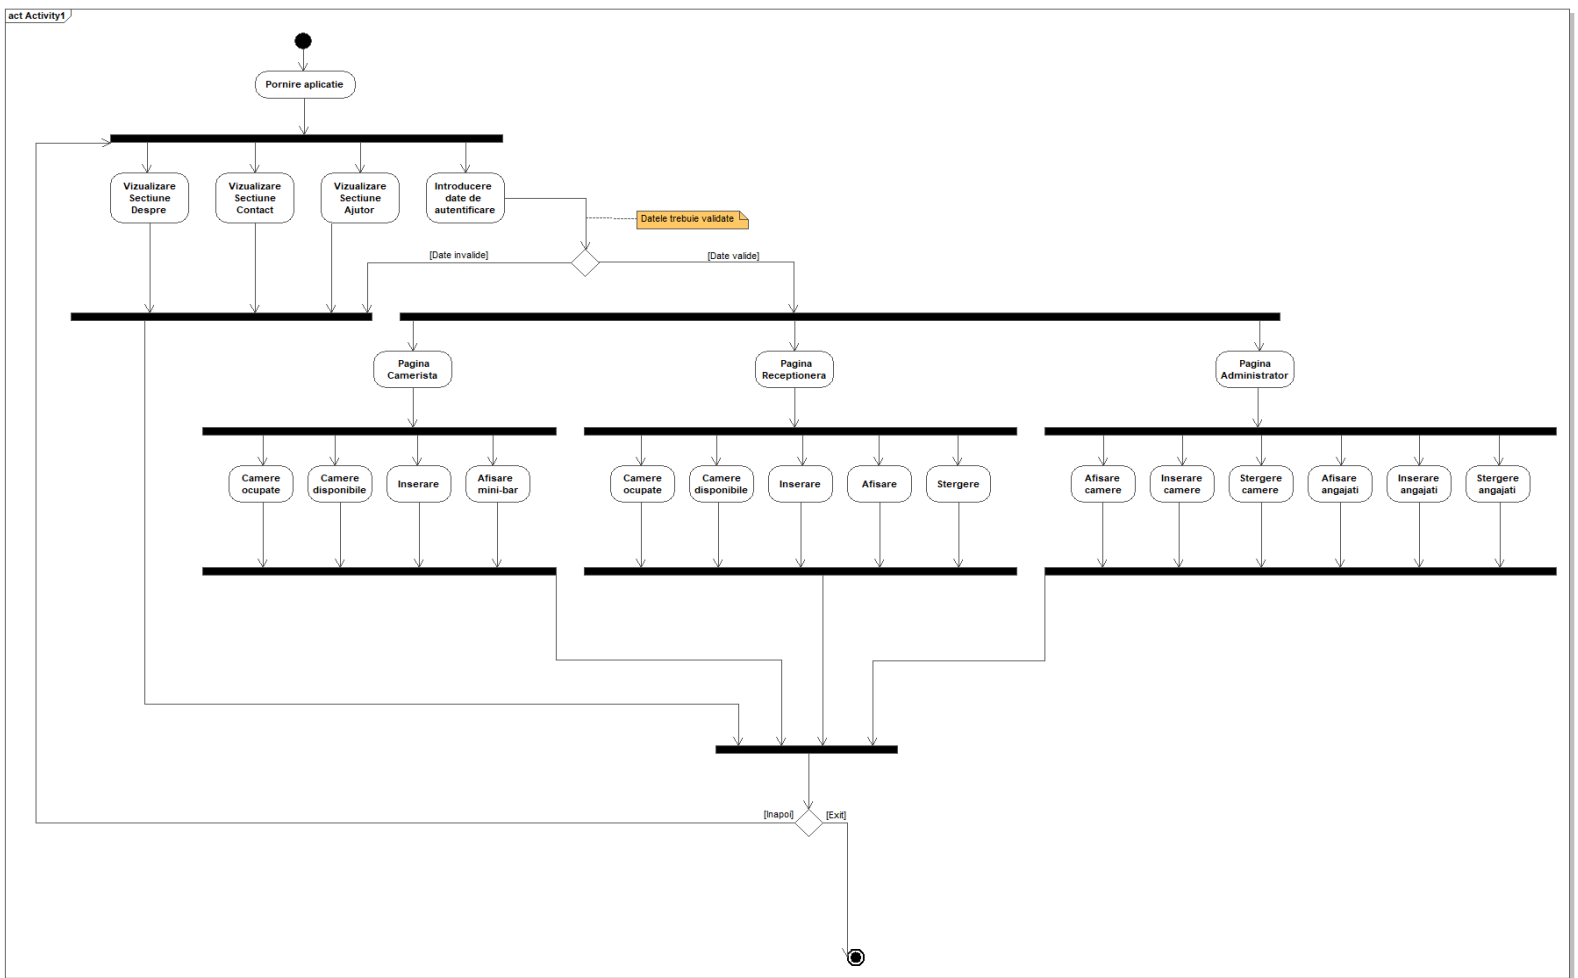 act Activity1
Pornire aplicatie
Vizualizare
Sectiune
Despre
Vizualizare
Sectiune
Contact
Vizualizare
Sectiune
Ajutor
Introducere
date de
autentificare
Datele trebuie validate
[Date invalide]
[Date valide]
Pagina
Camerista
Pagina
Receptionera
Pagina
Administrator
Camere
ocupate
Camere
disponibile
Inserare
Afisare
mini-bar
Camere
ocupate
Camere
disponibile
Inserare
Afisare
Stergere
Afisare
camere
Inserare
camere
Stergere
camere
Afisare
angajati
Inserare
angajati
Stergere
angajati
[Inapoi]
[Exit]